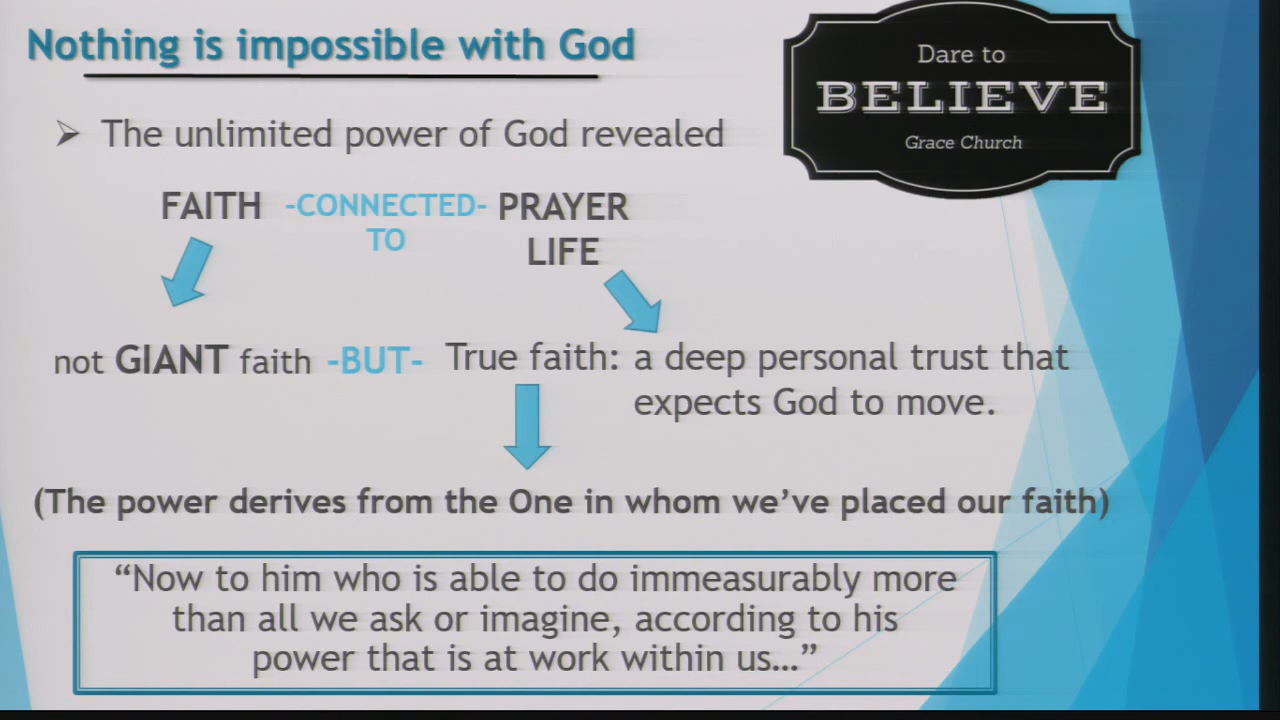 Nothing is impossible with God
Dare to
BELIEVE
Grace Church
➢ The unlimited power of God revealed
FAITH -CONNECTED- PRAYER
TO
LIFE
not GIANT faith -BUT- True faith: a deep personal trust that
expects God to move.
(The power derives from the One in whom we’ve placed our faith)
“Now to him who is able to do immeasurably more
than all we ask or imagine, according to his
power that is at work within us…”